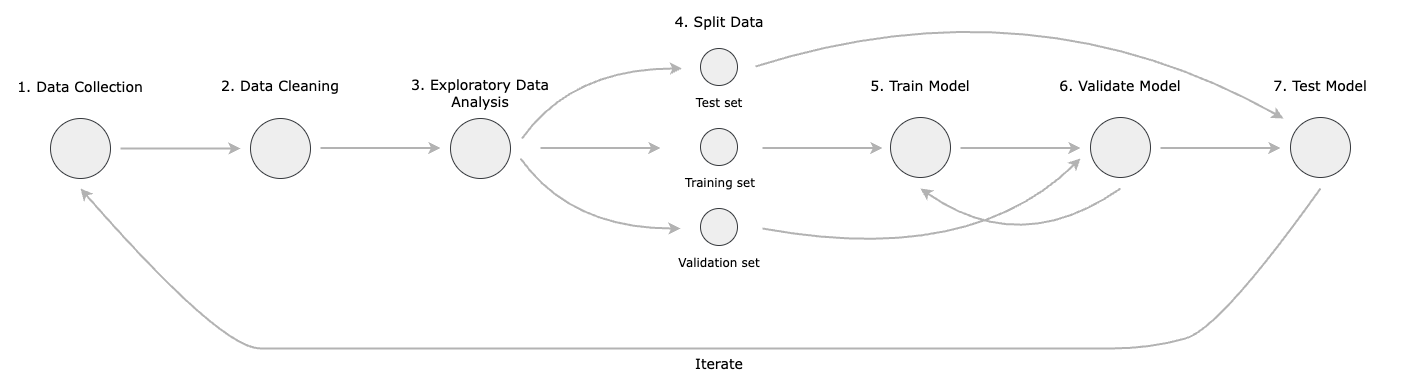 1. Data Collection
2. Data Cleaning
3. Exploratory Data
Analysis
4. Split Data
Test set
Training set
Validation set
5. Train Model
6. Validate Model
7. Test Model
Iterate